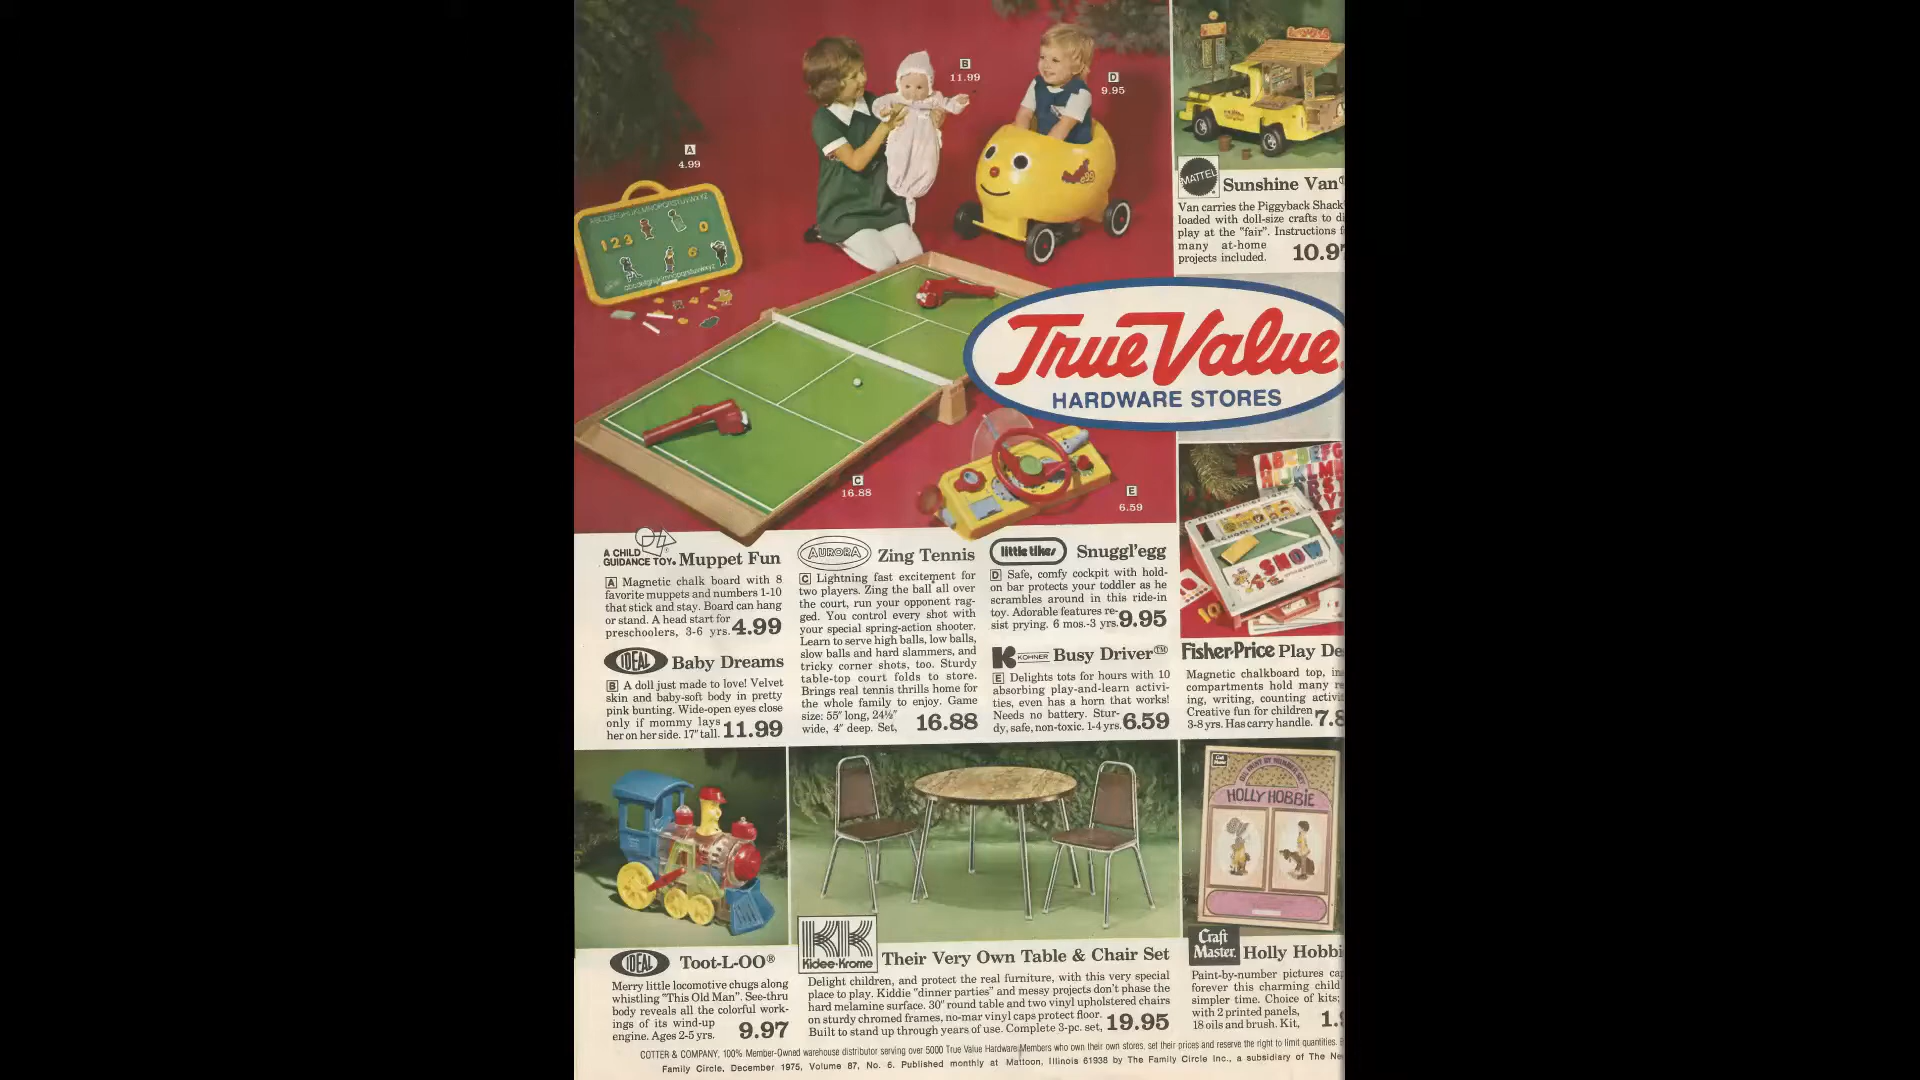 B
11.99
D
9.95
A
4.99
C
16.88
E
6.59
MATTEL
Sunshine Van
Van carries the Piggyback Shack
loaded with doll-size crafts to
play at the "fair". Instructions
many at-home
projects included. 10.9
True Value
HARDWARE STORES
A CHILD
GUIDANCE TOY. Muppet Fun
A Magnetic chalk board with 8
favorite muppets and numbers 1-10
that stick and stay. Board can hang
or stand. A head start for
preschoolers, 3-6 yrs. 4.99
IDEAL Baby Dreams
B A doll just made to love! Velvet
skin and baby-soft body in pretty
pink bunting. Wide-open eyes close
only if mommy lays
her on her side. 17" tall. 11.99
AURORA Zing Tennis
C Lightning fast excitement for
two players. Zing the ball all over
the court, run your opponent rag-
ged. You control every shot with
your special spring-action shooter.
Learn to serve high balls, low balls,
slow balls and hard slammers, and
tricky corner shots, too. Sturdy
table-top court folds to store.
Brings real tennis thrills home for
the whole family to enjoy. Game
size: 55" long, 24½"
wide, 4" deep. Set, 16.88
little tikes Snuggl'egg
D Safe, comfy cockpit with hold-
on bar protects your toddler as he
scrambles around in this ride-in
toy. Adorable features re-
sist prying. 6 mos.-3 yrs. 9.95
K KOHNER Busy Driver™
E Delights tots for hours with 10
absorbing play-and-learn activi-
ties, even has a horn that works!
Needs no battery. Stur-
dy, safe, non-toxic. 1-4 yrs. 6.59
Fisher-Price Play De
Magnetic chalkboard top, in
compartments hold many
ing, writing, counting activi
Creative fun for children
3-8 yrs. Has carry handle. 7.8
IDEAL Toot-L-OO®
Merry little locomotive chugs along
whistling "This Old Man". See-thru
body reveals all the colorful work-
ings of its wind-up
engine. Ages 2-5 yrs. 9.97
KK
Kidee-Krome Their Very Own Table & Chair Set
Delight children, and protect the real furniture, with this very special
place to play. Kiddie "dinner parties" and messy projects don't phase the
hard melamine surface. 30" round table and two vinyl upholstered chairs
on sturdy chromed frames, no-mar vinyl caps protect floor.
Built to stand up through years of use. Complete 3-pc. set, 19.95
HOLLY HOBBIE
Craft
Master. Holly Hobbi
Paint-by-number pictures ca
forever this charming child
simpler time. Choice of kits;
with 2 printed panels,
18 oils and brush. Kit, 1.
COTTER & COMPANY, 100% Member-Owned warehouse distributor serving over 5000 True Value Hardware Members who own their own stores, set their prices and reserve the right to limit quantities.
Family Circle, December 1975, Volume 87, No. 6. Published monthly at Mattoon, Illinois 61938 by The Family Circle Inc., a subsidiary of The Ne